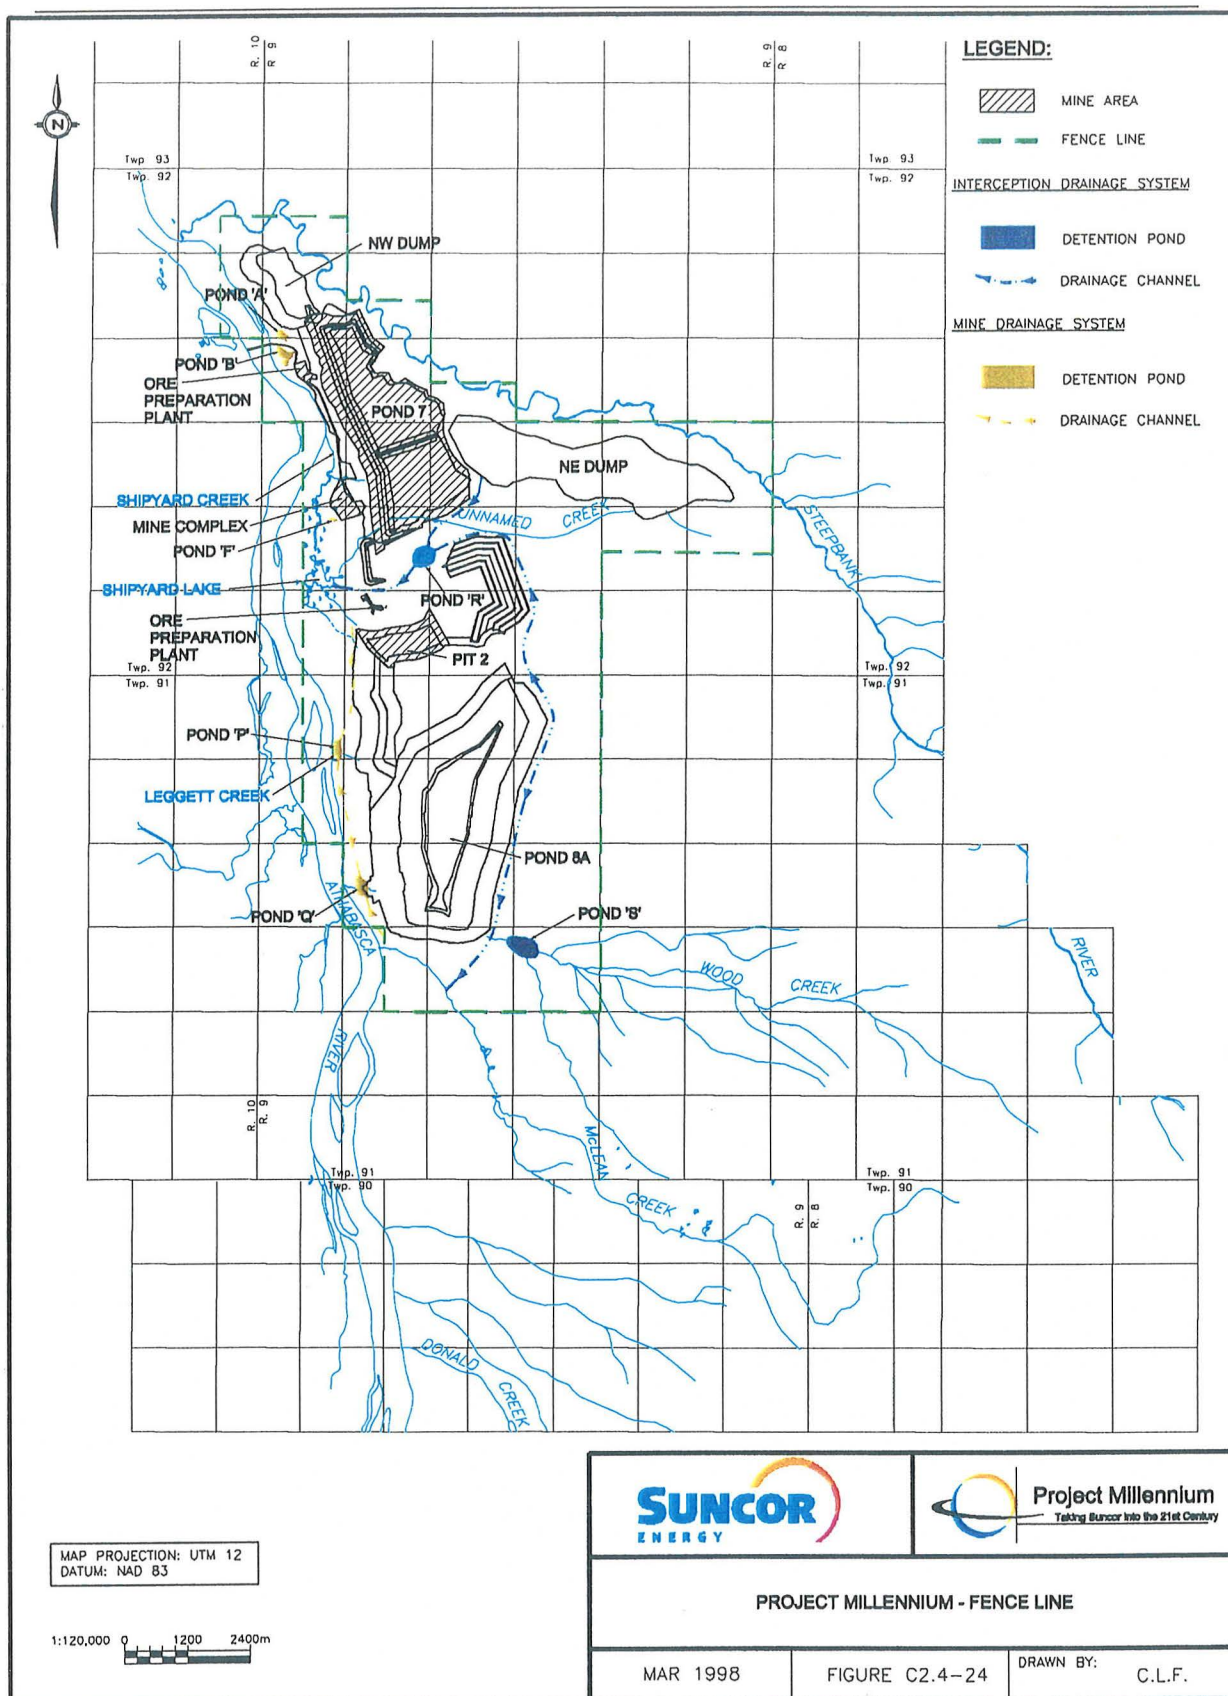 R. 10
R 9
R. 9
R 8
LEGEND:
MINE AREA
FENCE LINE
INTERCEPTION DRAINAGE SYSTEM
DETENTION POND
DRAINAGE CHANNEL
MINE DRAINAGE SYSTEM
DETENTION POND
DRAINAGE CHANNEL
N
Twp 93
Twp. 92
Twp 93
Twp. 92
NW DUMP
POND 'A'
POND 'B'
ORE
PREPARATION
PLANT
POND 7
NE DUMP
SHIPYARD CREEK
UNNAMED CREEK
MINE COMPLEX
POND 'F'
STEEPBANK
SHIPYARD LAKE
POND 'R'
ORE
PREPARATION
PLANT
PIT 2
Twp. 92
Twp. 91
Twp. 92
Twp. 91
POND 'P'
LEGGETT CREEK
POND 8A
POND 'Q'
POND 'S'
ATHABASCA
RIVER
WOOD CREEK
RIVER
R. 10
R. 9
McLEAN
CREEK
Twp. 91
Twp. 90
Twp. 91
Twp. 90
R. 9
R. 8
DONALD
CREEK
SUNCOR
ENERGY
Project Millennium
Taking Suncor into the 21st Century
MAP PROJECTION: UTM 12
DATUM: NAD 83
PROJECT MILLENNIUM - FENCE LINE
1:120,000 0 1200 2400m
MAR 1998
FIGURE C2.4-24
DRAWN BY:
C.L.F.